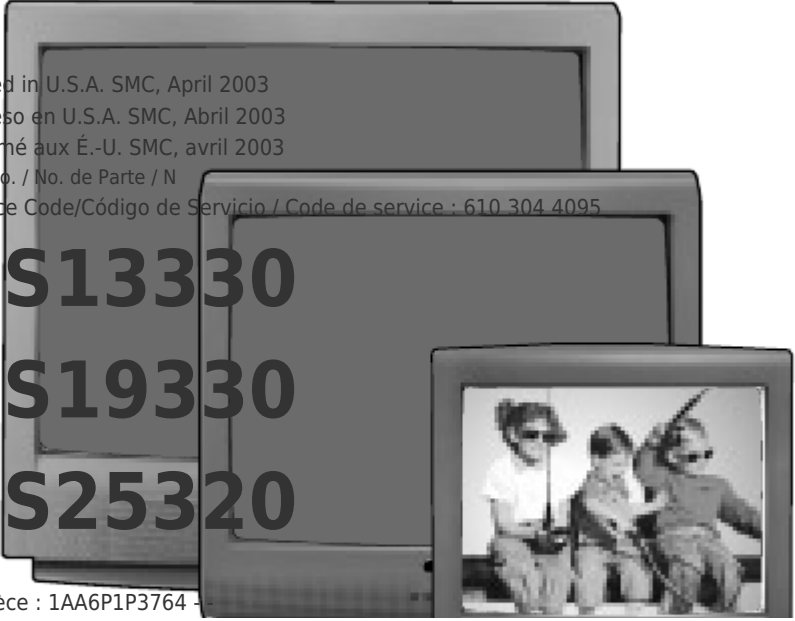 ed in U.S.A. SMC, April 2003
eso en U.S.A. SMC, Abril 2003
mé aux É.-U. SMC, avril 2003
o. / No. de Parte / N
ce Code/Código de Servicio / Code de service : 610 304 4095
S13330
S19330
S25320
èce : 1AA6P1P3764 - -